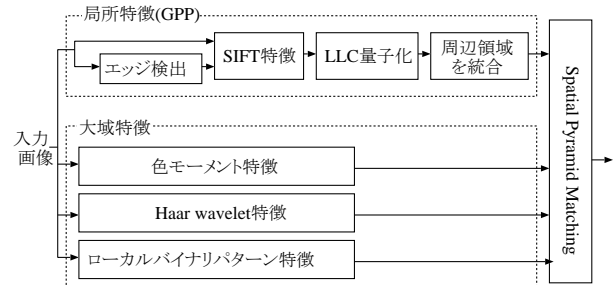 局所特徴(GPP)
エッジ検出
SIFT特徴
LLC量子化
周辺領域
を統合
入力
画像
大域特徴
色モーメント特徴
Haar wavelet特徴
ローカルバイナリパターン特徴
Spatial Pyramid Matching